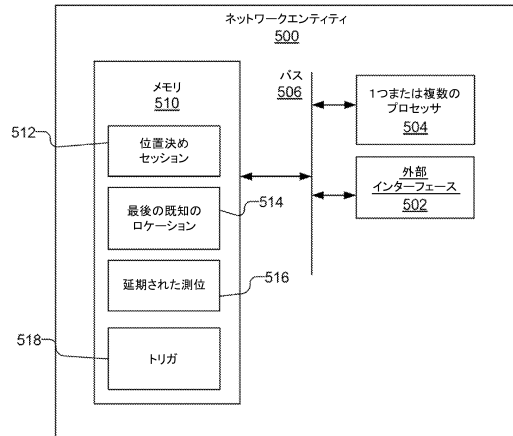 ネットワークエンティティ
500
メモリ
510
バス
506
1つまたは複数の
プロセッサ
504
外部
インターフェース
502
512
位置決め
セッション
最後の既知の
ロケーション
514
延期された測位
516
518
トリガ